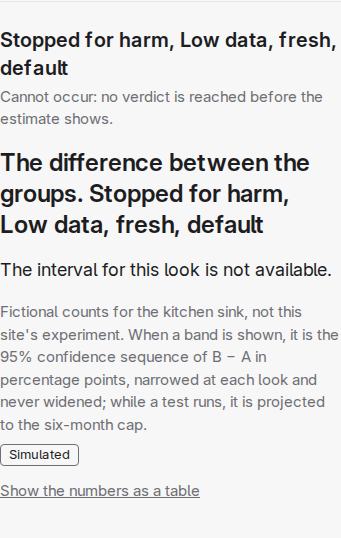 Stopped for harm, Low data, fresh,
default
Cannot occur: no verdict is reached before the
estimate shows.
The difference between the
groups. Stopped for harm,
Low data, fresh, default
The interval for this look is not available.
Fictional counts for the kitchen sink, not this
site's experiment. When a band is shown, it is the
95% confidence sequence of B − A in
percentage points, narrowed at each look and
never widened; while a test runs, it is projected
to the six-month cap.
Simulated
Show the numbers as a table